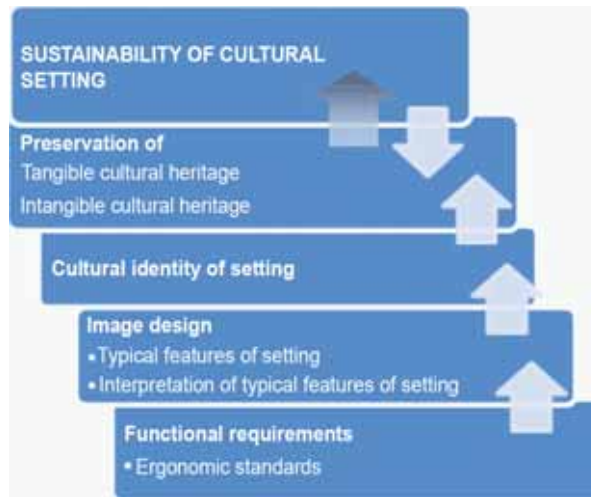 SUSTAINABILITY OF CULTURAL
SETTING
Preservation of
Tangible cultural heritage
Intangible cultural heritage
Cultural identity of setting
Image design
▪Typical features of setting
▪Interpretation of typical features of setting
Functional requirements
▪ Ergonomic standards